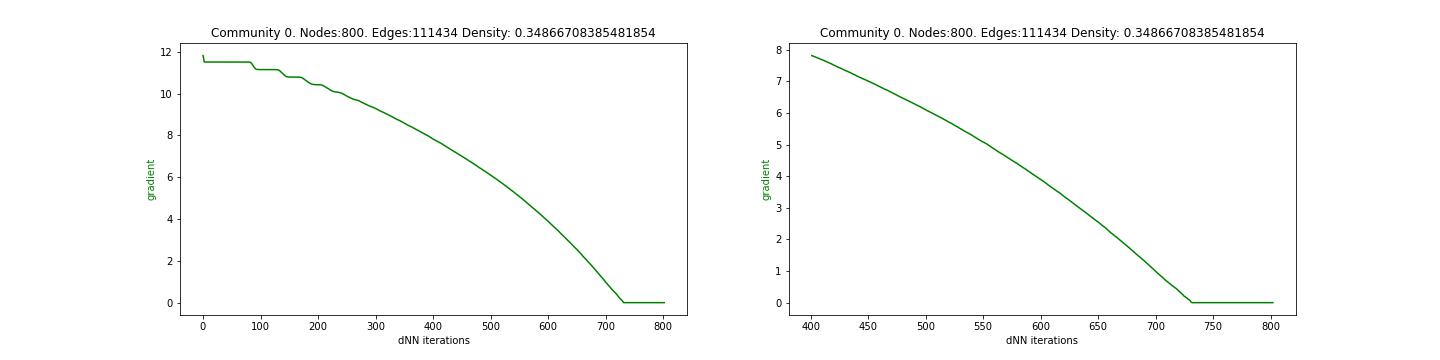 Community 0. Nodes:800. Edges:111434 Density: 0.34866708385481854
12
10
8
6
4
2
0
gradient
0 100 200 300 400 500 600 700 800
dNN iterations
Community 0. Nodes:800. Edges:111434 Density: 0.34866708385481854
8
7
6
5
4
3
2
1
0
gradient
400 450 500 550 600 650 700 750 800
dNN iterations